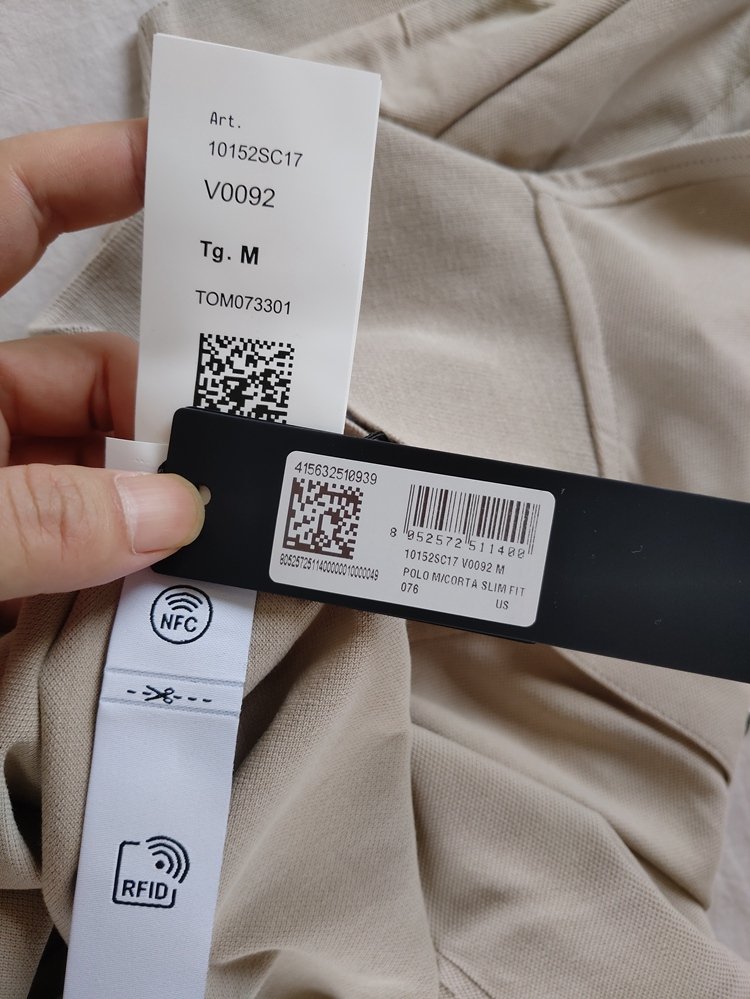 Art.
10152SC17
V0092
Tg. M
TOM073301
415632510939
8 052572 511400
8052572511400000010000049
10152SC17 V0092 M
POLO M/CORTA SLIM FIT
076
US
NFC
RFID